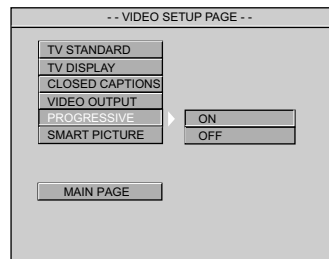 - - VIDEO SETUP PAGE - -
TV STANDARD
TV DISPLAY
CLOSED CAPTIONS
VIDEO OUTPUT
PROGRESSIVE
ON
SMART PICTURE
OFF
MAIN PAGE